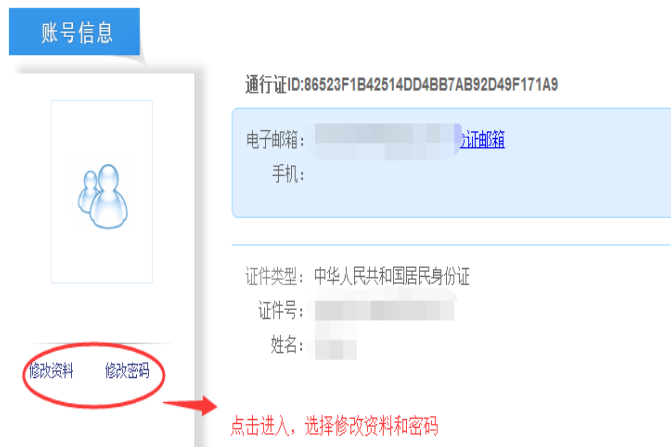 账号信息
通行证ID:86523F1B42514DD4BB7AB92D49F171A9
电子邮箱：
证邮箱
手机：
证件类型：中华人民共和国居民身份证
证件号：
姓名：
修改资料 修改密码
点击进入，选择修改资料和密码